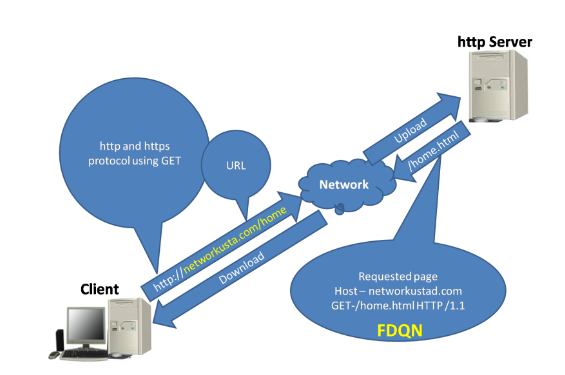 http Server
Upload
/home.html
http and https
protocol using GET
URL
Network
http://networkusta.com/home
Download
Client
Requested page
Host – networkustad.com
GET-/home.html HTTP /1.1
FDQN